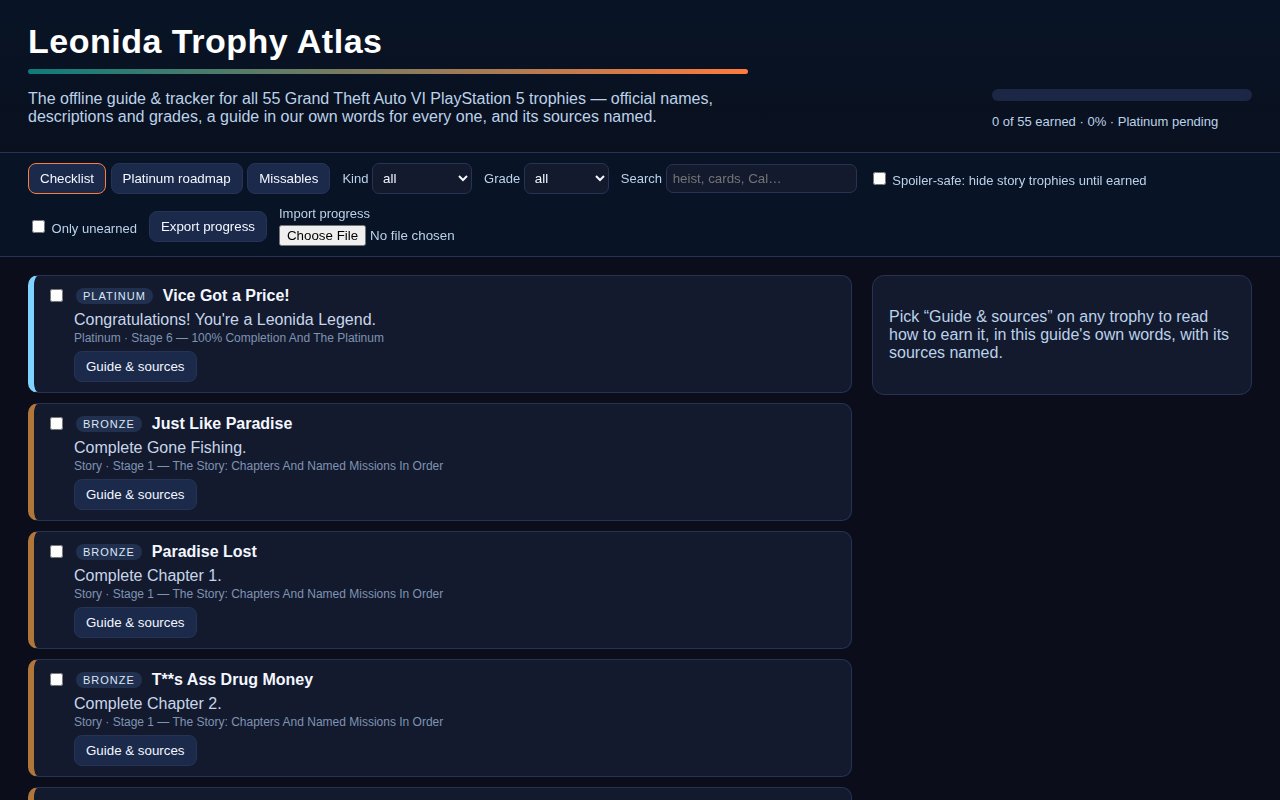 Leonida Trophy Atlas
The offline guide & tracker for all 55 Grand Theft Auto VI PlayStation 5 trophies — official names,
descriptions and grades, a guide in our own words for every one, and its sources named.
0 of 55 earned · 0% · Platinum pending
Checklist Platinum roadmap Missables Kind all Grade all Search heist, cards, Cal… Spoiler-safe: hide story trophies until earned
Only unearned Export progress Import progress
Choose File No file chosen
PLATINUM Vice Got a Price!
Congratulations! You're a Leonida Legend.
Platinum · Stage 6 — 100% Completion And The Platinum
Guide & sources
BRONZE Just Like Paradise
Complete Gone Fishing.
Story · Stage 1 — The Story: Chapters And Named Missions In Order
Guide & sources
BRONZE Paradise Lost
Complete Chapter 1.
Story · Stage 1 — The Story: Chapters And Named Missions In Order
Guide & sources
BRONZE T**s Ass Drug Money
Complete Chapter 2.
Story · Stage 1 — The Story: Chapters And Named Missions In Order
Guide & sources
Pick “Guide & sources” on any trophy to read
how to earn it, in this guide's own words, with its
sources named.